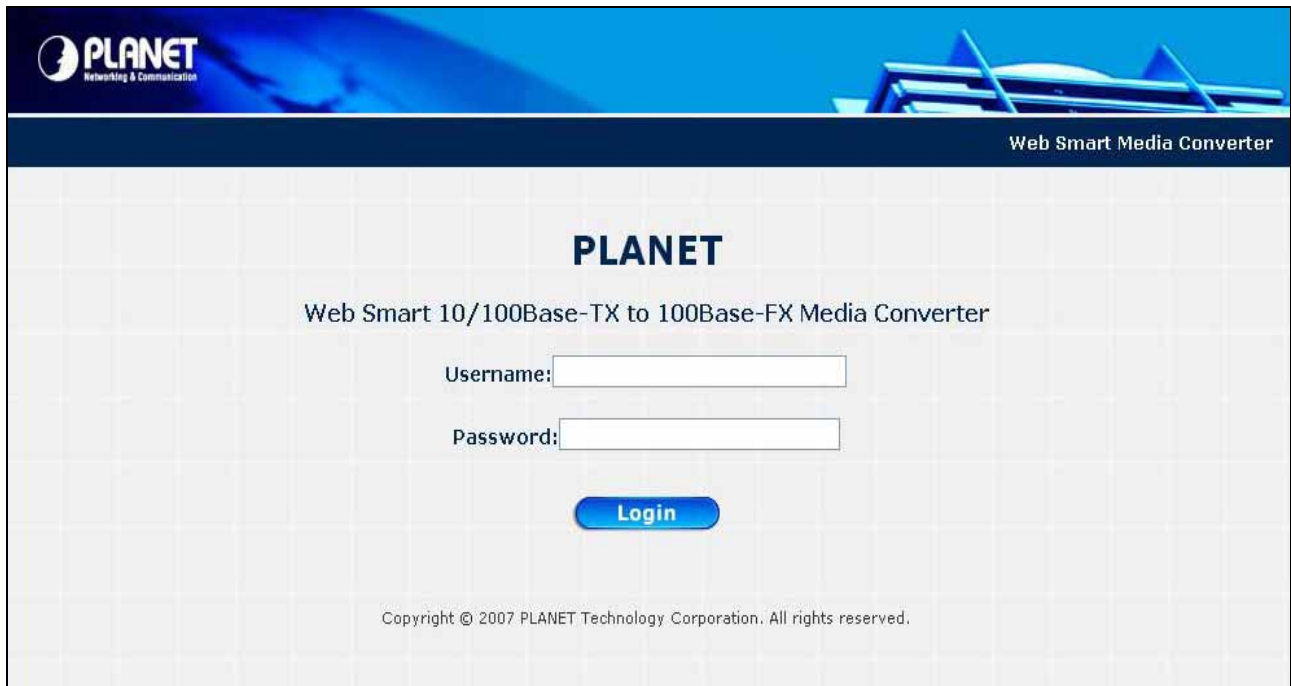 PLANET
Networking & Communication
Web Smart Media Converter
PLANET
Web Smart 10/100Base-TX to 100Base-FX Media Converter
Username:
Password:
Login
Copyright © 2007 PLANET Technology Corporation. All rights reserved.